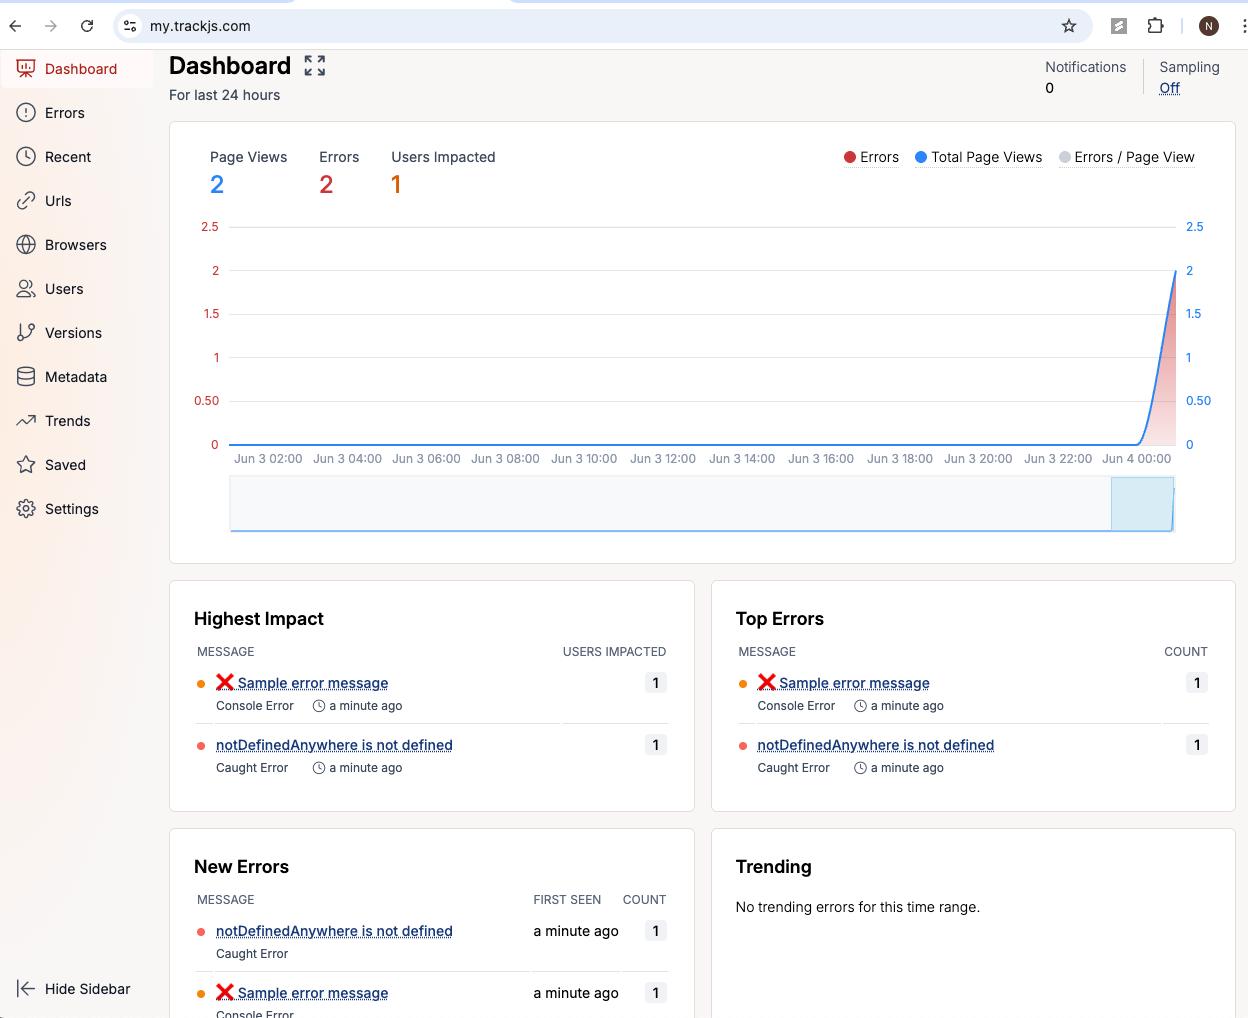 my.trackjs.com
N
Dashboard
Errors
Recent
Urls
Browsers
Users
Versions
Metadata
Trends
Saved
Settings
Hide Sidebar
Dashboard
For last 24 hours
Notifications
0
Sampling
Off
Page Views
2
Errors
2
Users Impacted
1
Errors
Total Page Views
Errors / Page View
2.5
2
1.5
1
0.50
0
2.5
2
1.5
1
0.50
0
Jun 3 02:00 Jun 3 04:00 Jun 3 06:00 Jun 3 08:00 Jun 3 10:00 Jun 3 12:00 Jun 3 14:00 Jun 3 16:00 Jun 3 18:00 Jun 3 20:00 Jun 3 22:00 Jun 4 00:00
Highest Impact
MESSAGE USERS IMPACTED
❌ Sample error message 1
Console Error a minute ago
notDefinedAnywhere is not defined 1
Caught Error a minute ago
Top Errors
MESSAGE COUNT
❌ Sample error message 1
Console Error a minute ago
notDefinedAnywhere is not defined 1
Caught Error a minute ago
New Errors
MESSAGE FIRST SEEN COUNT
notDefinedAnywhere is not defined a minute ago 1
Caught Error
❌ Sample error message a minute ago 1
Console Error
Trending
No trending errors for this time range.